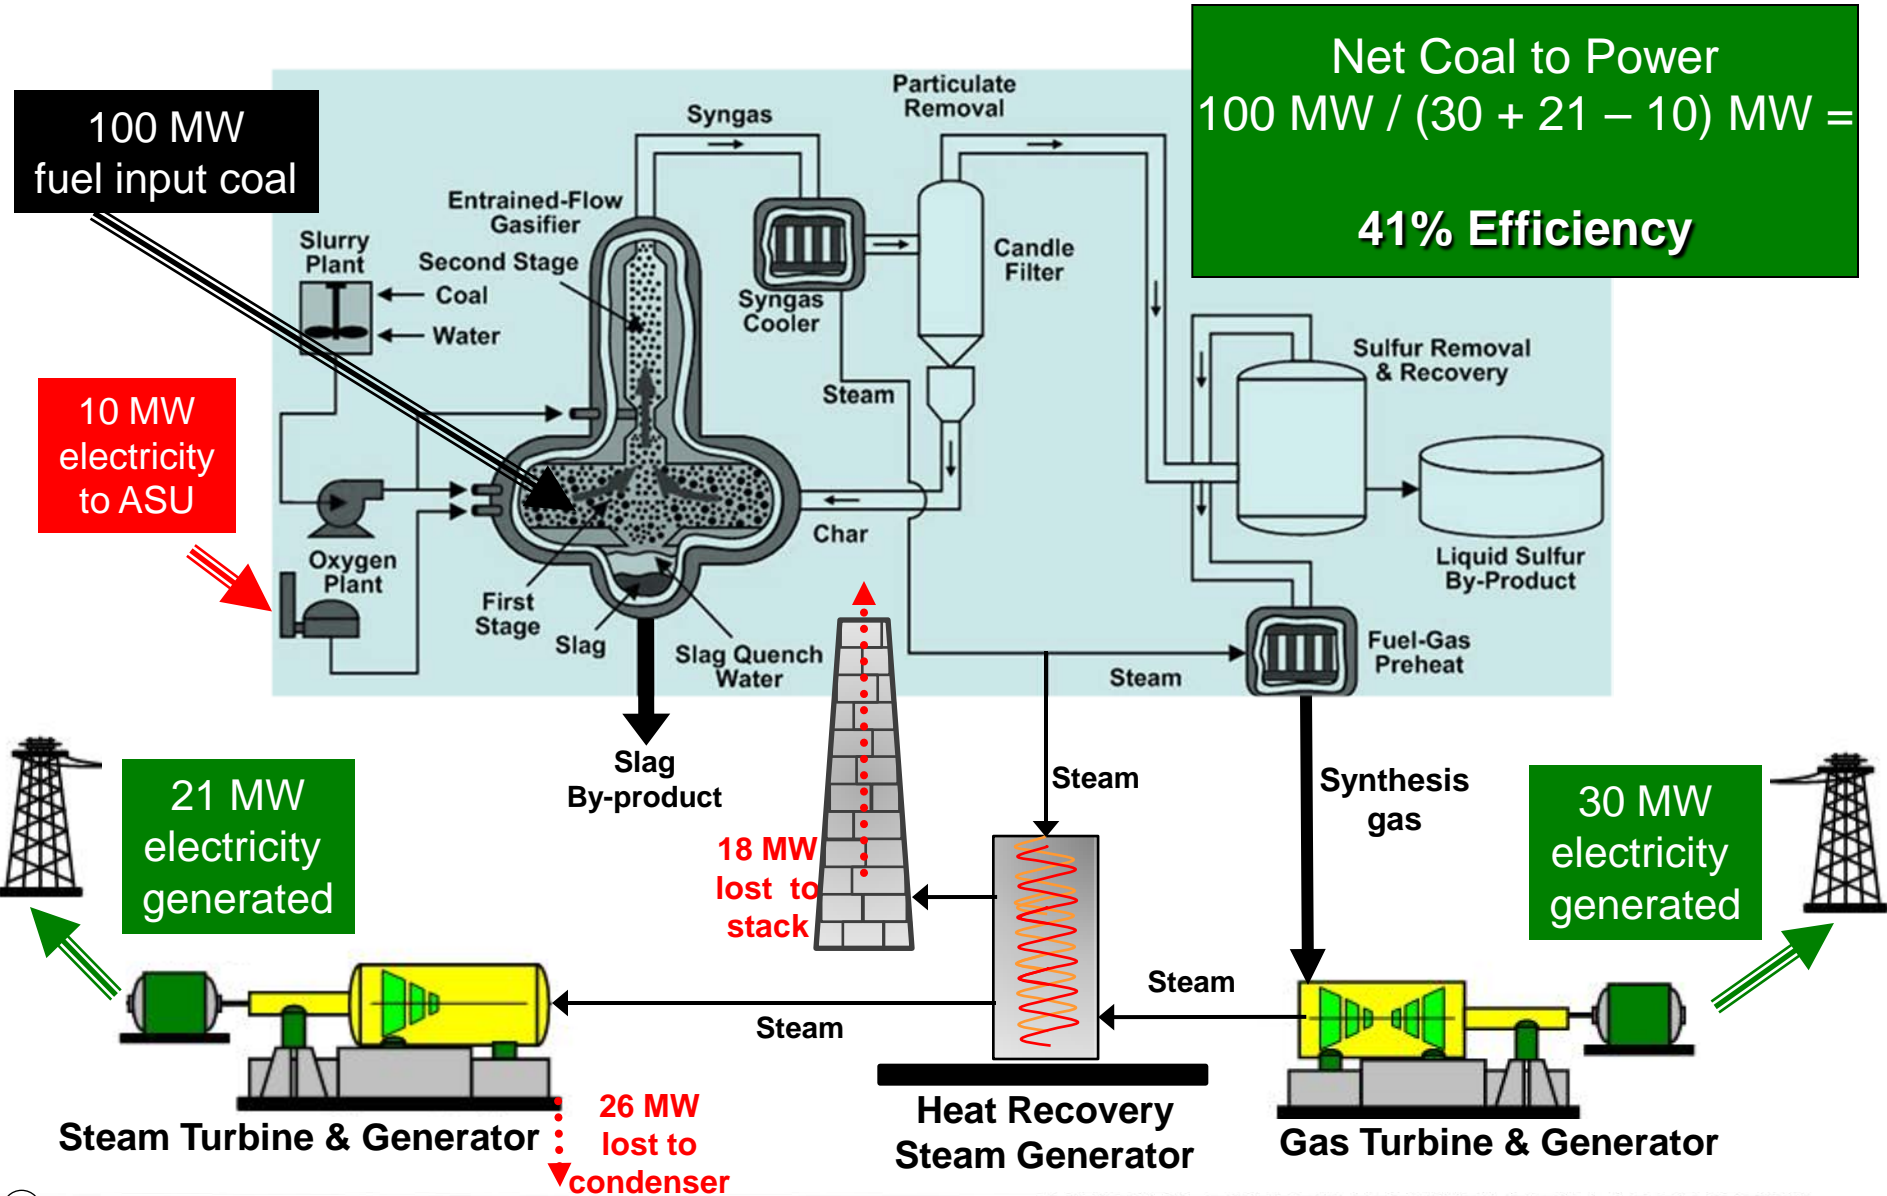 Net Coal to Power
100 MW / (30 + 21 – 10) MW =
41% Efficiency
100 MW
fuel input coal
Syngas
Particulate
Removal
Entrained-Flow
Gasifier
Second Stage
Slurry
Plant
Coal
Water
Syngas
Cooler
Candle
Filter
Steam
Sulfur Removal
& Recovery
10 MW
electricity
to ASU
Oxygen
Plant
Char
Liquid Sulfur
By-Product
First
Stage
Slag
Slag Quench
Water
Fuel-Gas
Preheat
Steam
Slag
By-product
Steam
Synthesis
gas
21 MW
electricity
generated
18 MW
lost to
stack
30 MW
electricity
generated
Steam
Steam
Steam Turbine & Generator
26 MW
lost to
condenser
Heat Recovery
Steam Generator
Gas Turbine & Generator